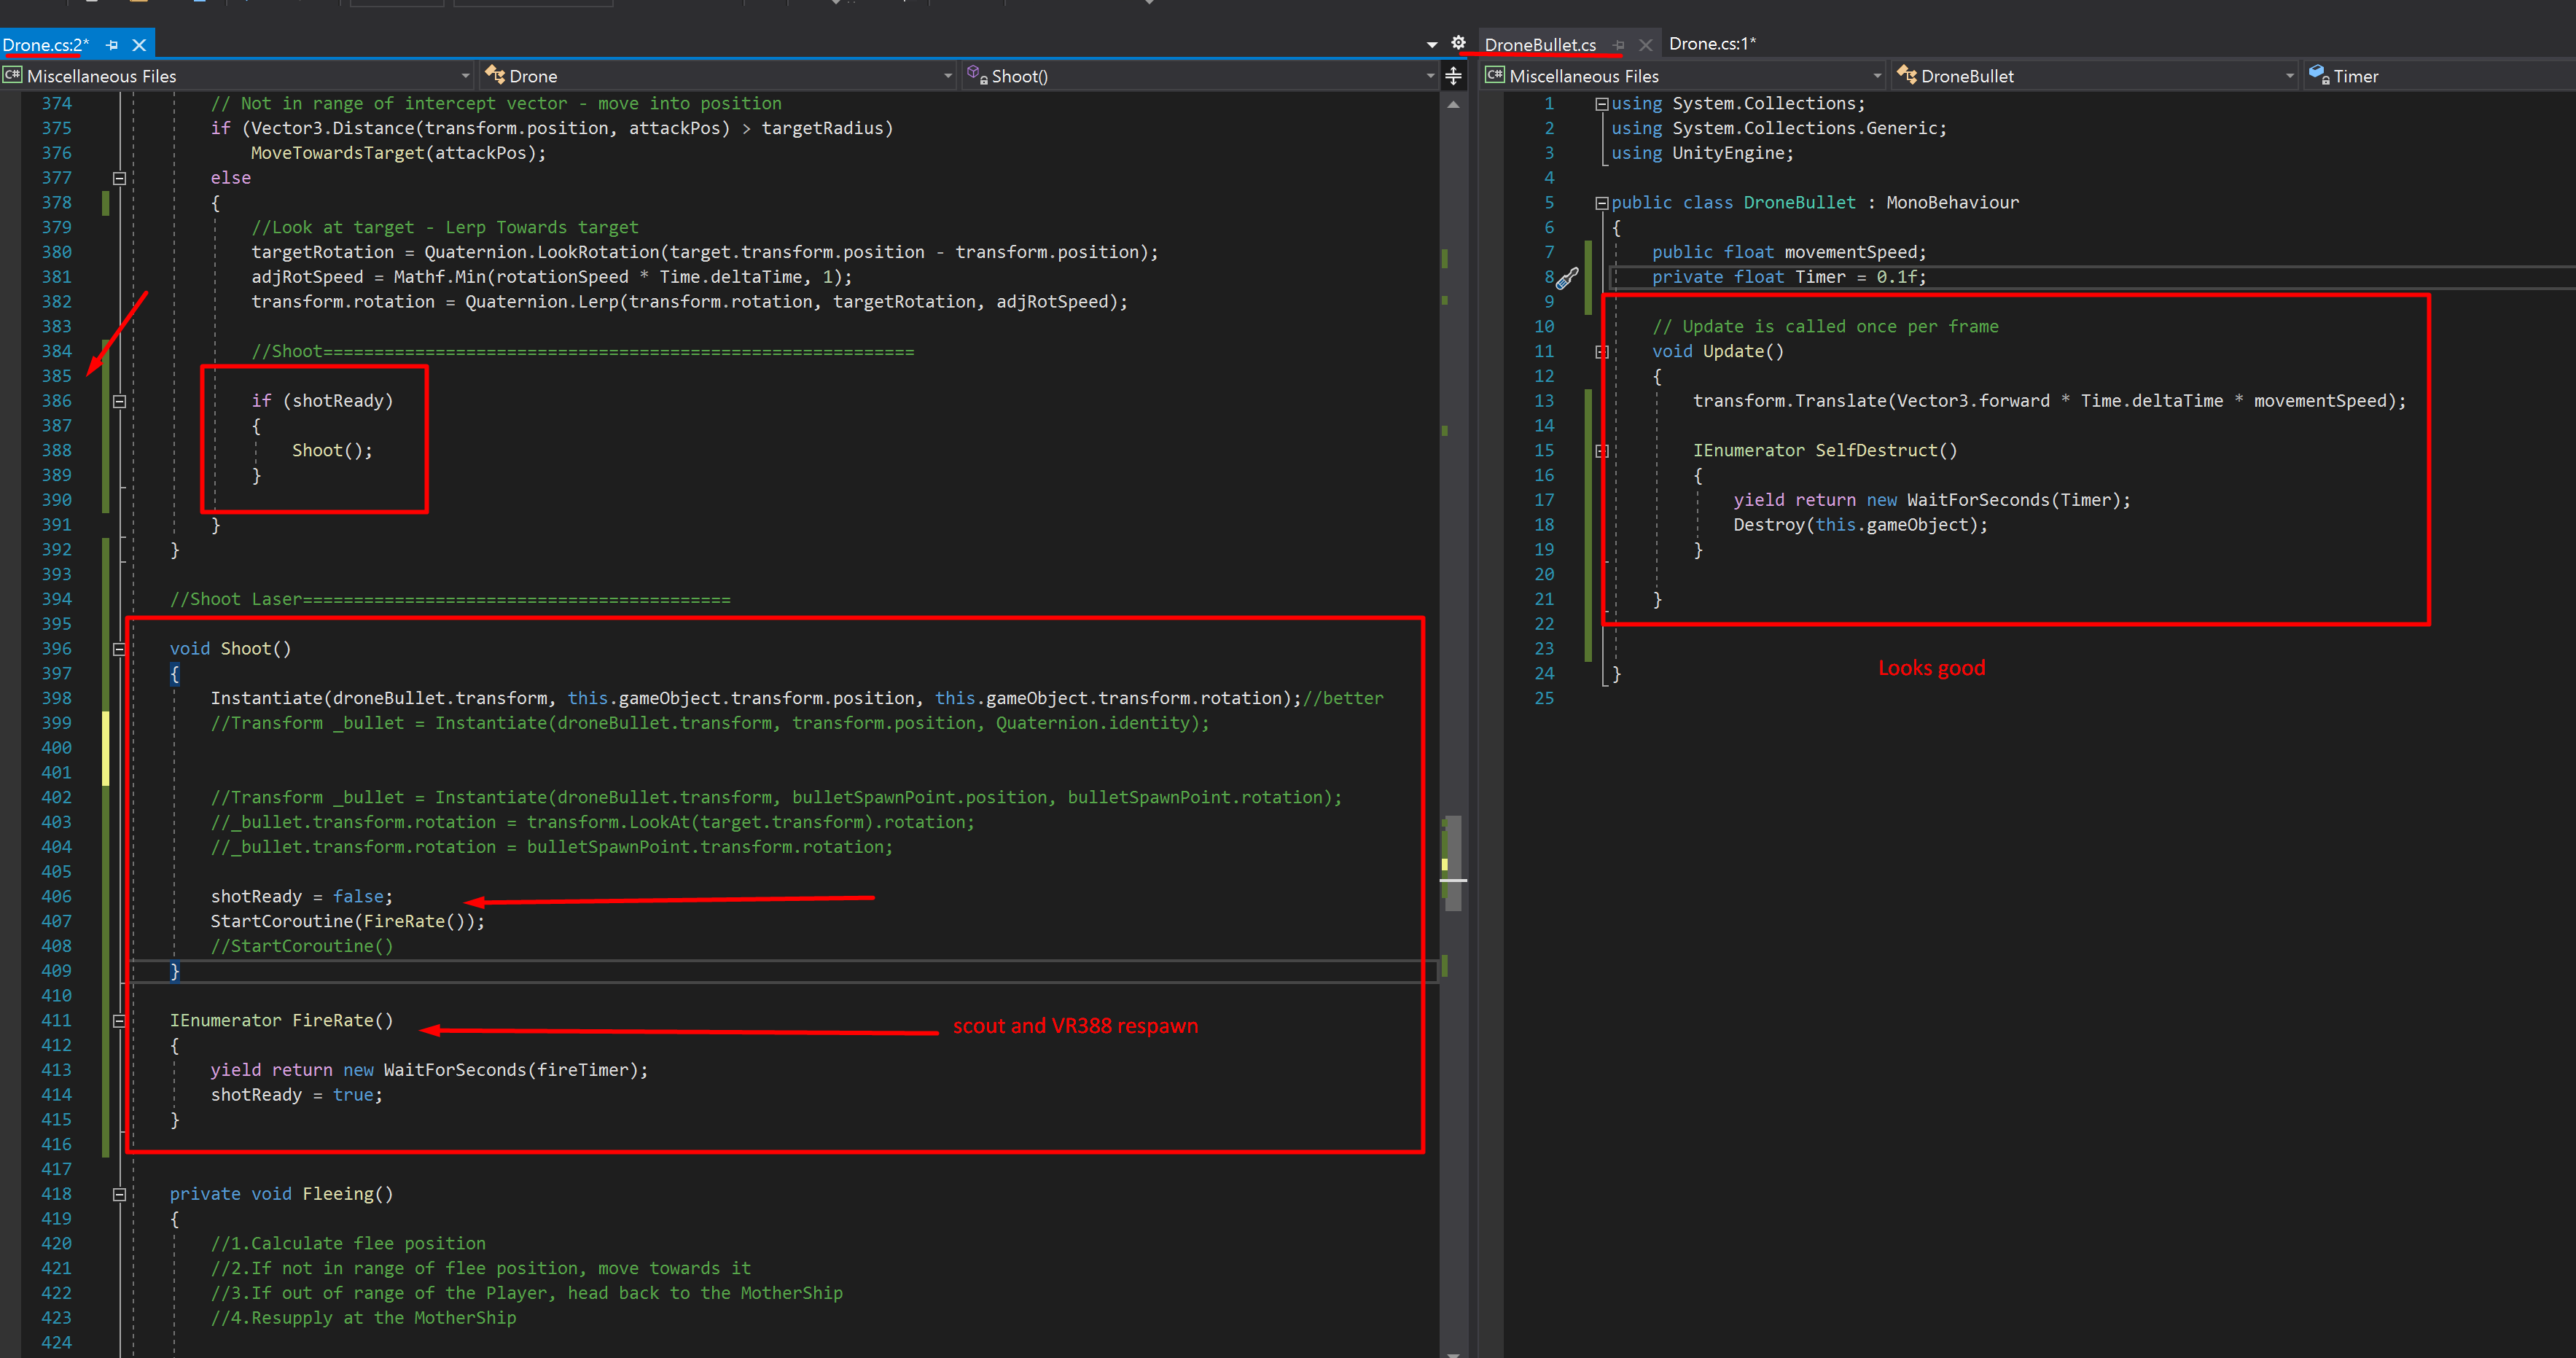 Drone.cs:2*
Miscellaneous Files
Drone
Shoot()
374 // Not in range of intercept vector - move into position
375 if (Vector3.Distance(transform.position, attackPos) > targetRadius)
376 MoveTowardsTarget(attackPos);
377 else
378 {
379 //Look at target - Lerp Towards target
380 targetRotation = Quaternion.LookRotation(target.transform.position - transform.position);
381 adjRotSpeed = Mathf.Min(rotationSpeed * Time.deltaTime, 1);
382 transform.rotation = Quaternion.Lerp(transform.rotation, targetRotation, adjRotSpeed);
383
384 //Shoot==========================================================
385
386 if (shotReady)
387 {
388 Shoot();
389 }
390
391 }
392 }
393
394 //Shoot Laser==========================================
395
396 void Shoot()
397 {
398 Instantiate(droneBullet.transform, this.gameObject.transform.position, this.gameObject.transform.rotation);//better
399 //Transform _bullet = Instantiate(droneBullet.transform, transform.position, Quaternion.identity);
400
401
402 //Transform _bullet = Instantiate(droneBullet.transform, bulletSpawnPoint.position, bulletSpawnPoint.rotation);
403 //_bullet.transform.rotation = transform.LookAt(target.transform).rotation;
404 //_bullet.transform.rotation = bulletSpawnPoint.transform.rotation;
405
406 shotReady = false;
407 StartCoroutine(FireRate());
408 //StartCoroutine()
409 }
410
411 IEnumerator FireRate()
scout and VR388 respawn
412 {
413 yield return new WaitForSeconds(fireTimer);
414 shotReady = true;
415 }
416
417
418 private void Fleeing()
419 {
420 //1.Calculate flee position
421 //2.If not in range of flee position, move towards it
422 //3.If out of range of the Player, head back to the MotherShip
423 //4.Resupply at the MotherShip
424
DroneBullet.cs
Drone.cs:1*
Miscellaneous Files
DroneBullet
Timer
1 using System.Collections;
2 using System.Collections.Generic;
3 using UnityEngine;
4
5 public class DroneBullet : MonoBehaviour
6 {
7 public float movementSpeed;
8 private float Timer = 0.1f;
9
10 // Update is called once per frame
11 void Update()
12 {
13 transform.Translate(Vector3.forward * Time.deltaTime * movementSpeed);
14
15 IEnumerator SelfDestruct()
16 {
17 yield return new WaitForSeconds(Timer);
18 Destroy(this.gameObject);
19 }
20
21 }
22
23
24 }
25
Looks good